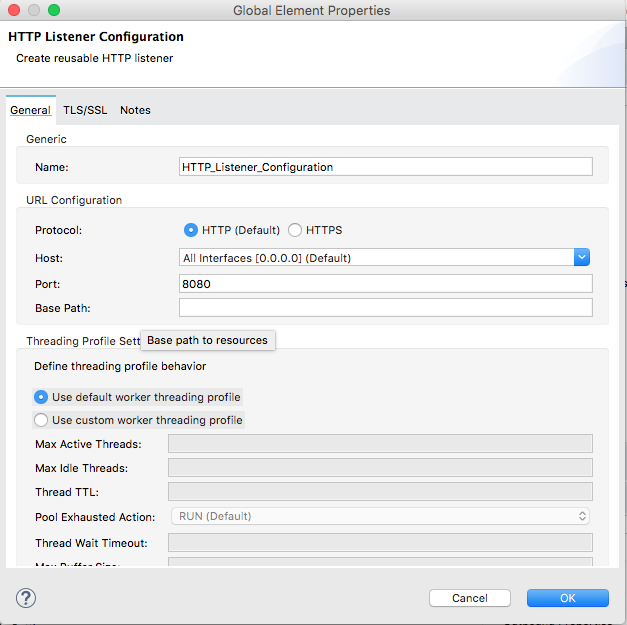 Global Element Properties
HTTP Listener Configuration
Create reusable HTTP listener
General TLS/SSL Notes
Generic
Name: HTTP_Listener_Configuration
URL Configuration
Protocol: HTTP (Default) HTTPS
Host: All Interfaces [0.0.0.0] (Default)
Port: 8080
Base Path:
Threading Profile Sett
Base path to resources
Define threading profile behavior
Use default worker threading profile
Use custom worker threading profile
Max Active Threads:
Max Idle Threads:
Thread TTL:
Pool Exhausted Action: RUN (Default)
Thread Wait Timeout:
Max Buffer Size:
? Cancel OK